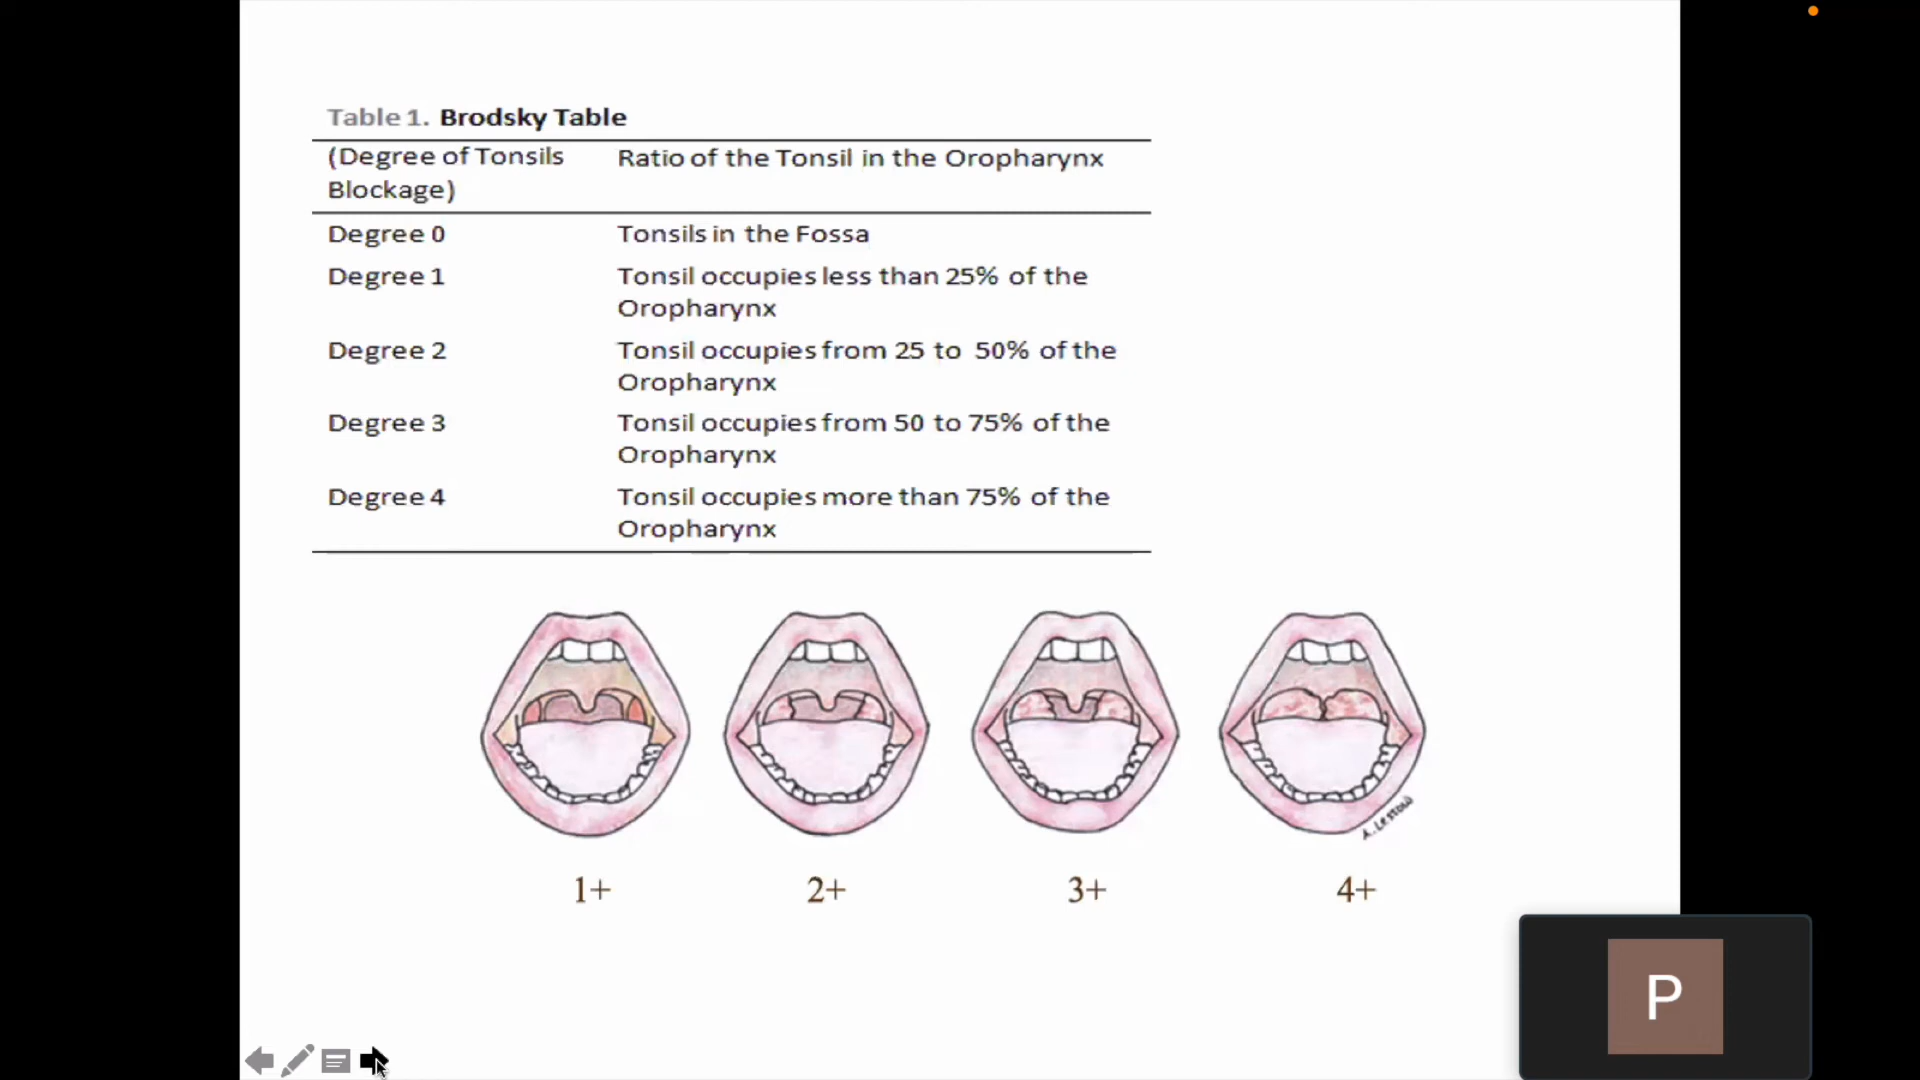 Table 1. Brodsky Table
(Degree of Tonsils Blockage) Ratio of the Tonsil in the Oropharynx
Degree 0 Tonsils in the Fossa
Degree 1 Tonsil occupies less than 25% of the
Oropharynx
Degree 2 Tonsil occupies from 25 to 50% of the
Oropharynx
Degree 3 Tonsil occupies from 50 to 75% of the
Oropharynx
Degree 4 Tonsil occupies more than 75% of the
Oropharynx
1+ 2+ 3+ 4+
P